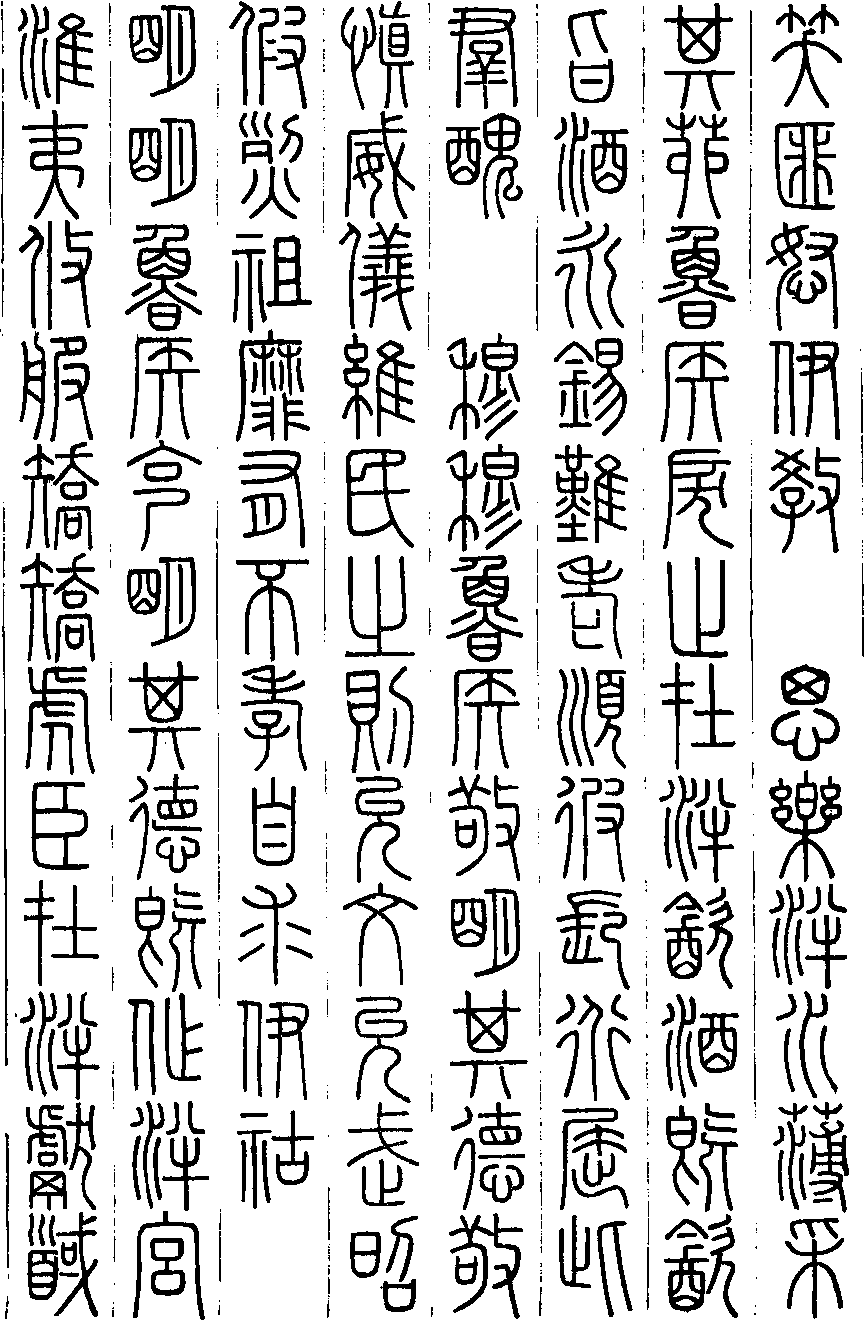 笑匪怒伊教　思樂泮水薄采
其茆魯侯戾止在泮飲酒既飲
旨酒永錫難老順彼長道屈此
羣醜　穆穆魯侯敬明其德敬
慎威儀維民之則允文允武昭
假烈祖靡有不孝自求伊祜
明明魯侯克明其德既作泮宮
淮夷攸服矯矯虎臣在泮獻馘